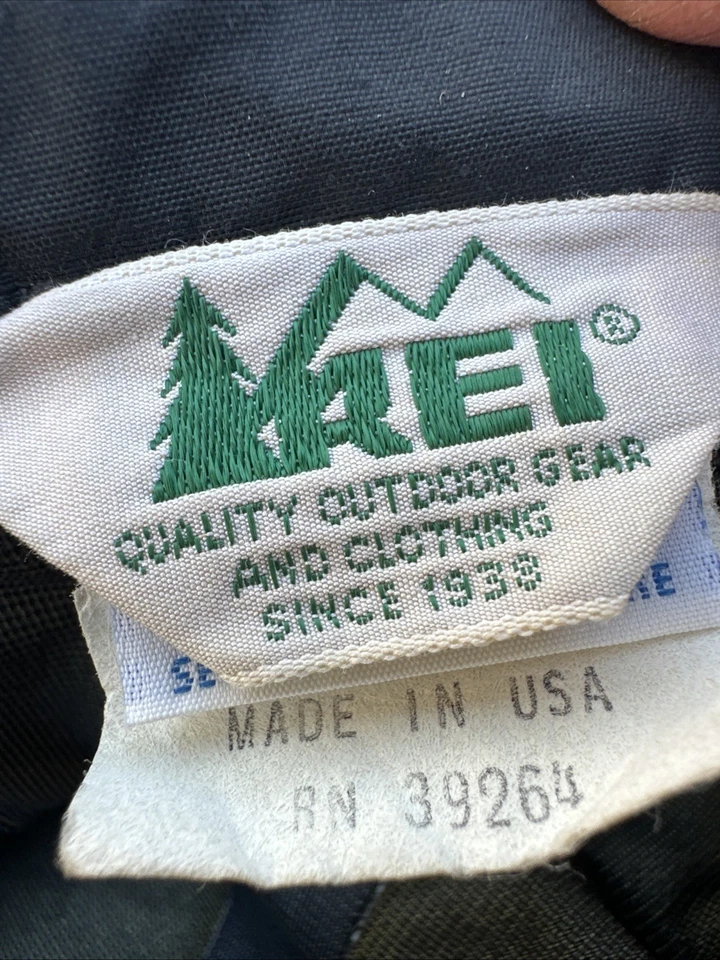 REI®
QUALITY OUTDOOR GEAR
AND CLOTHING
SINCE 1938
MADE IN USA
RN 39264